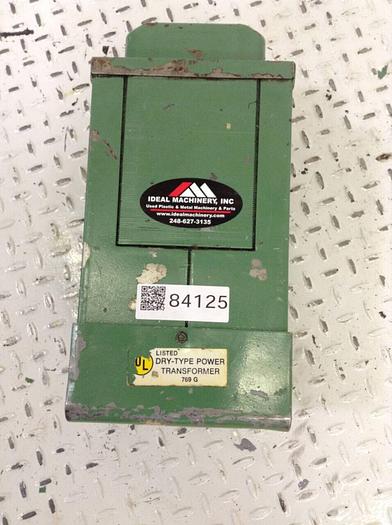 IDEAL MACHINERY, INC
Used Plastic & Metal Machinery & Parts
www.idealmachinery.com
248-627-3135
84125
UL
LISTED
DRY-TYPE POWER
TRANSFORMER
769 G